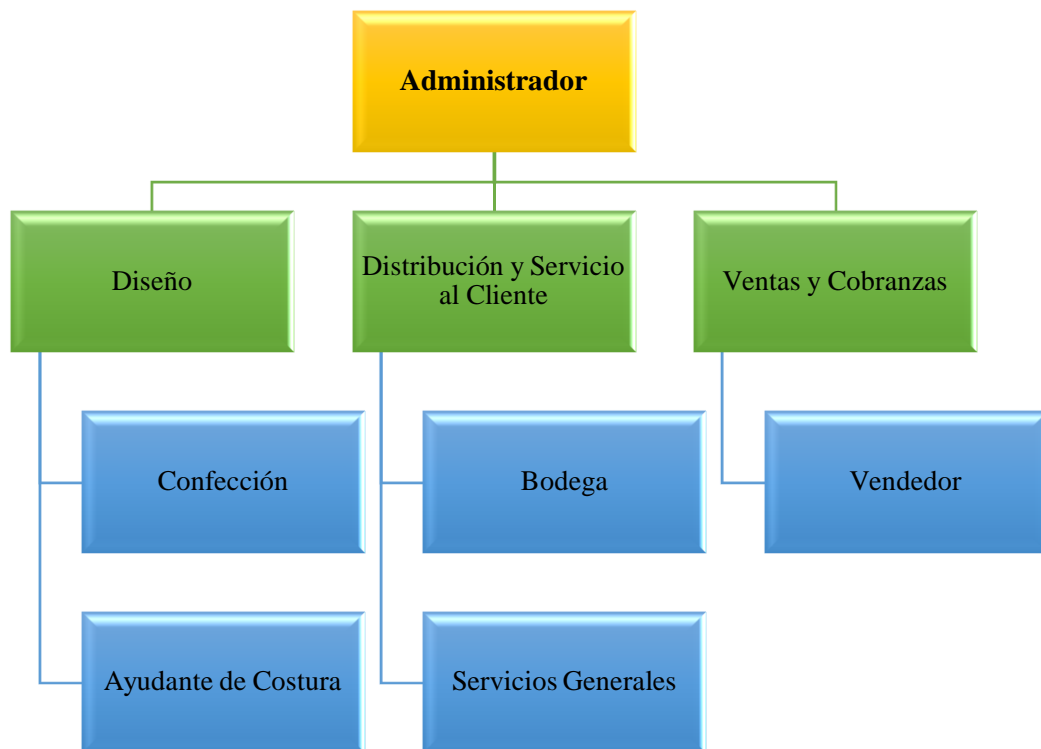 Administrador
Diseño
Distribución y Servicio
al Cliente
Ventas y Cobranzas
Confección
Bodega
Vendedor
Ayudante de Costura
Servicios Generales